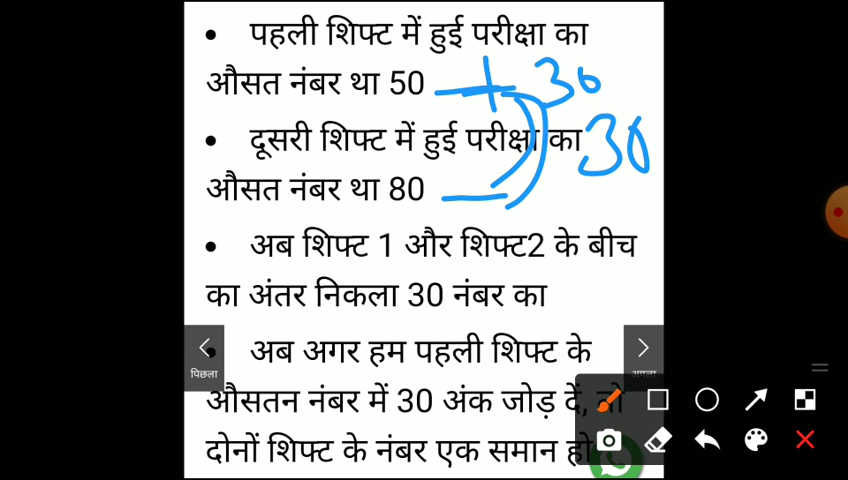 • पहली शिफ्ट में हुई परीक्षा का
औसत नंबर था 50 + 30
• दूसरी शिफ्ट में हुई परीक्षा का 30
औसत नंबर था 80
• अब शिफ्ट 1 और शिफ्ट2 के बीच
का अंतर निकला 30 नंबर का
• अब अगर हम पहली शिफ्ट के
पिछला
औसतन नंबर में 30 अंक जोड़ दें, तो
दोनों शिफ्ट के नंबर एक समान हो